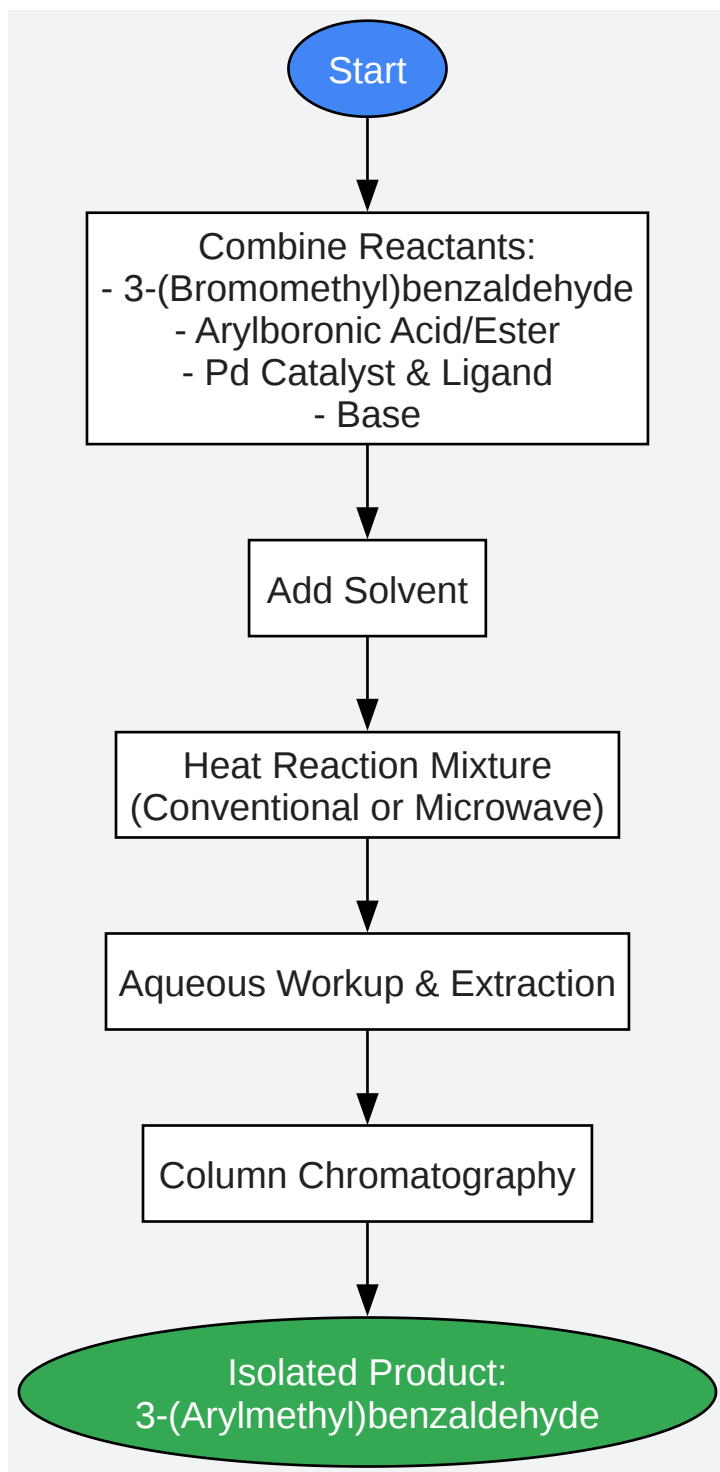 Start
Combine Reactants:
- 3-(Bromomethyl)benzaldehyde
- Arylboronic Acid/Ester
- Pd Catalyst & Ligand
- Base
Add Solvent
Heat Reaction Mixture
(Conventional or Microwave)
Aqueous Workup & Extraction
Column Chromatography
Isolated Product:
3-(Arylmethyl)benzaldehyde